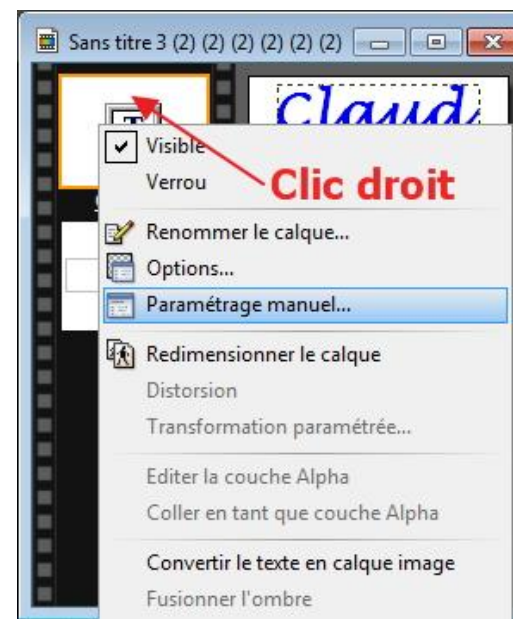 Sans titre 3 (2) (2) (2) (2) (2) (2)
Claud
Visible
Verrou
Clic droit
Renommer le calque...
Options...
Paramétrage manuel...
Redimensionner le calque
Distorsion
Transformation paramétrée...
Editer la couche Alpha
Coller en tant que couche Alpha
Convertir le texte en calque image
Fusionner l'ombre